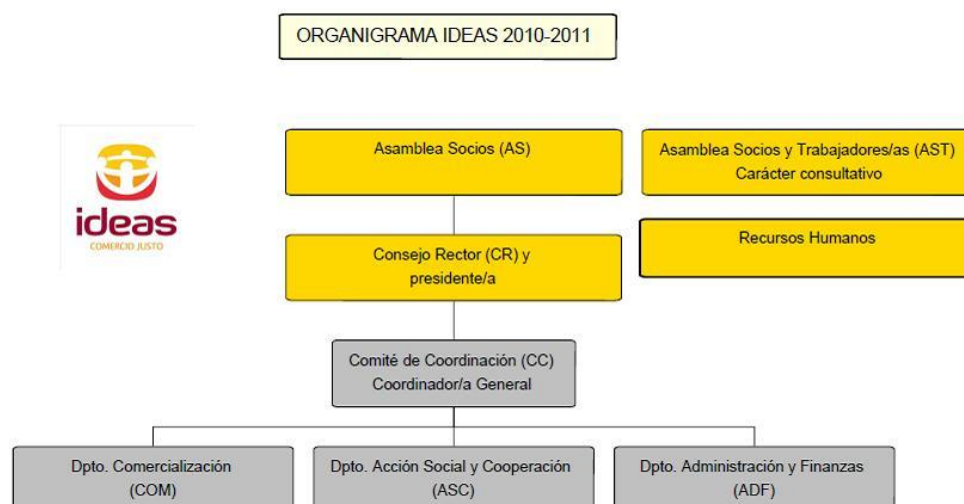 ORGANIGRAMA IDEAS 2010-2011
ideas
COMERCIO JUSTO
Asamblea Socios (AS)
Asamblea Socios y Trabajadores/as (AST)
Carácter consultativo
Recursos Humanos
Consejo Rector (CR) y
presidente/a
Comité de Coordinación (CC)
Coordinador/a General
Dpto. Comercialización
(COM)
Dpto. Acción Social y Cooperación
(ASC)
Dpto. Administración y Finanzas
(ADF)